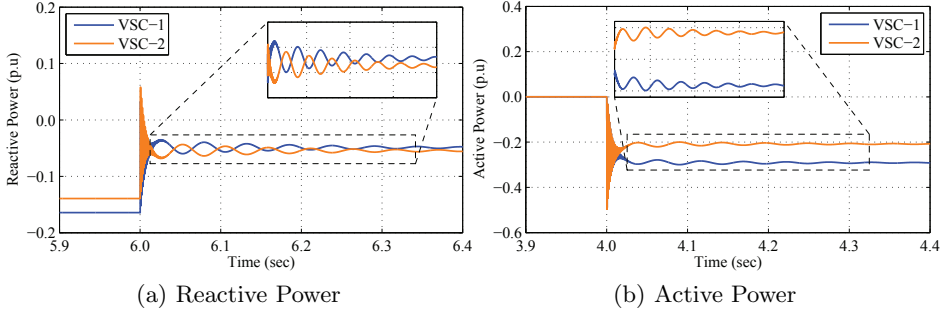 VSC−1
VSC−2
0.2
0.1
0.0
−0.1
−0.2
Reactive Power (p.u)
5.9
6.0
6.1
6.2
6.3
6.4
Time (sec)
(a) Reactive Power
VSC−1
VSC−2
0.4
0.2
0.0
−0.2
−0.4
−0.6
Active Power (p.u)
3.9
4.0
4.1
4.2
4.3
4.4
Time (sec)
(b) Active Power